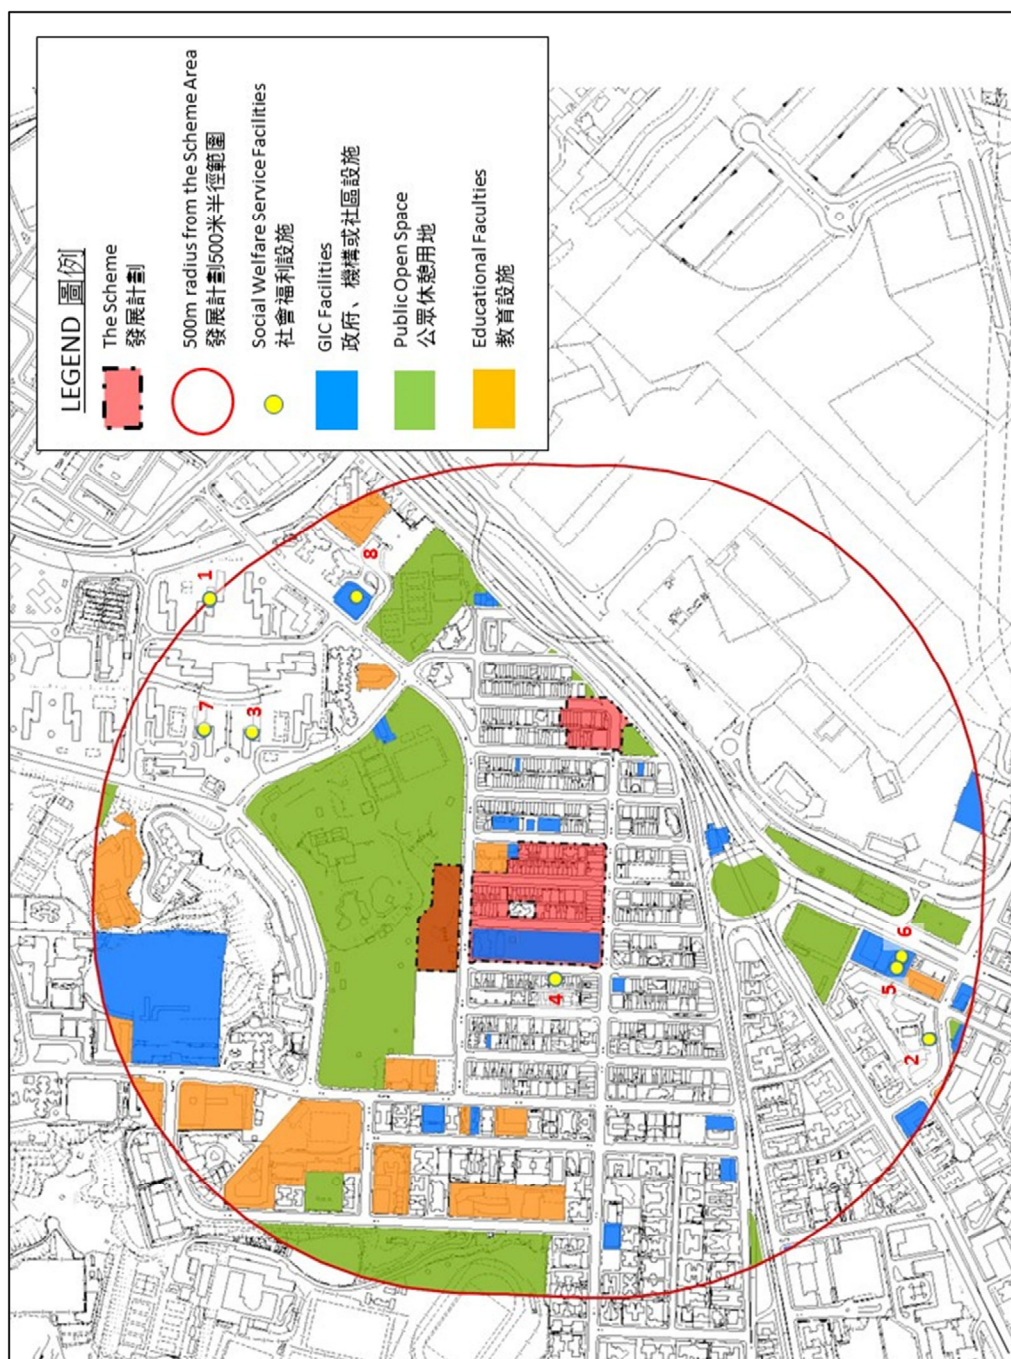 LEGEND 圖例
The Scheme
發展計劃
500m radius from the Scheme Area
發展計劃500米半徑範圍
Social Welfare Service Facilities
社會福利設施
GIC Facilities
政府、機構或社區設施
Public Open Space
公眾休憩用地
Educational Faculties
教育設施
1
7
3
8
4
6
5
2